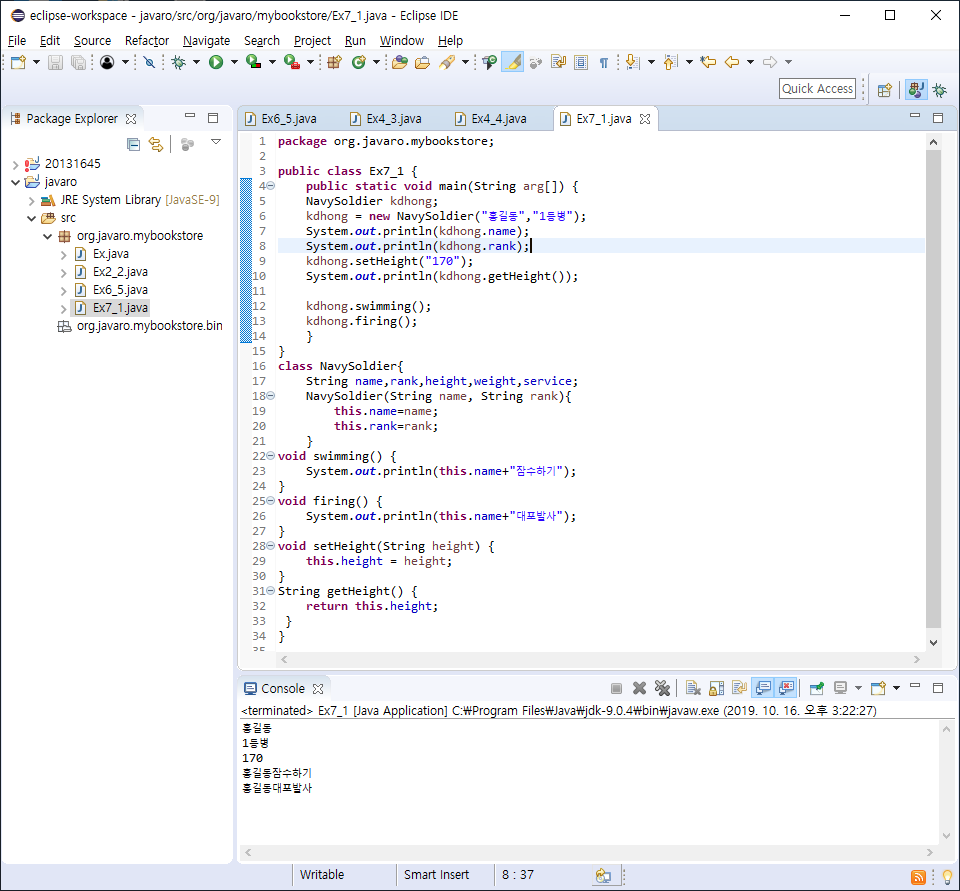 eclipse-workspace - javaro/src/org/javaro/mybookstore/Ex7_1.java - Eclipse IDE
File Edit Source Refactor Navigate Search Project Run Window Help
Quick Access
Package Explorer
20131645
javaro
JRE System Library [JavaSE-9]
src
org.javaro.mybookstore
Ex.java
Ex2_2.java
Ex6_5.java
Ex7_1.java
org.javaro.mybookstore.bin
Ex6_5.java Ex4_3.java Ex4_4.java Ex7_1.java
1 package org.javaro.mybookstore;
2
3 public class Ex7_1 {
4 public static void main(String arg[]) {
5 NavySoldier kdhong;
6 kdhong = new NavySoldier("홍길동","1등병");
7 System.out.println(kdhong.name);
8 System.out.println(kdhong.rank);
9 kdhong.setHeight("170");
10 System.out.println(kdhong.getHeight());
11
12 kdhong.swimming();
13 kdhong.firing();
14 }
15 }
16 class NavySoldier{
17 String name,rank,height,weight,service;
18 NavySoldier(String name, String rank){
19 this.name=name;
20 this.rank=rank;
21 }
22 void swimming() {
23 System.out.println(this.name+"잠수하기");
24 }
25 void firing() {
26 System.out.println(this.name+"대포발사");
27 }
28 void setHeight(String height) {
29 this.height = height;
30 }
31 String getHeight() {
32 return this.height;
33 }
34 }
35
Console
<terminated> Ex7_1 [Java Application] C:₩Program Files₩Java₩jdk-9.0.4₩bin₩javaw.exe (2019. 10. 16. 오후 3:22:27)
홍길동
1등병
170
홍길동잠수하기
홍길동대포발사
Writable Smart Insert 8 : 37